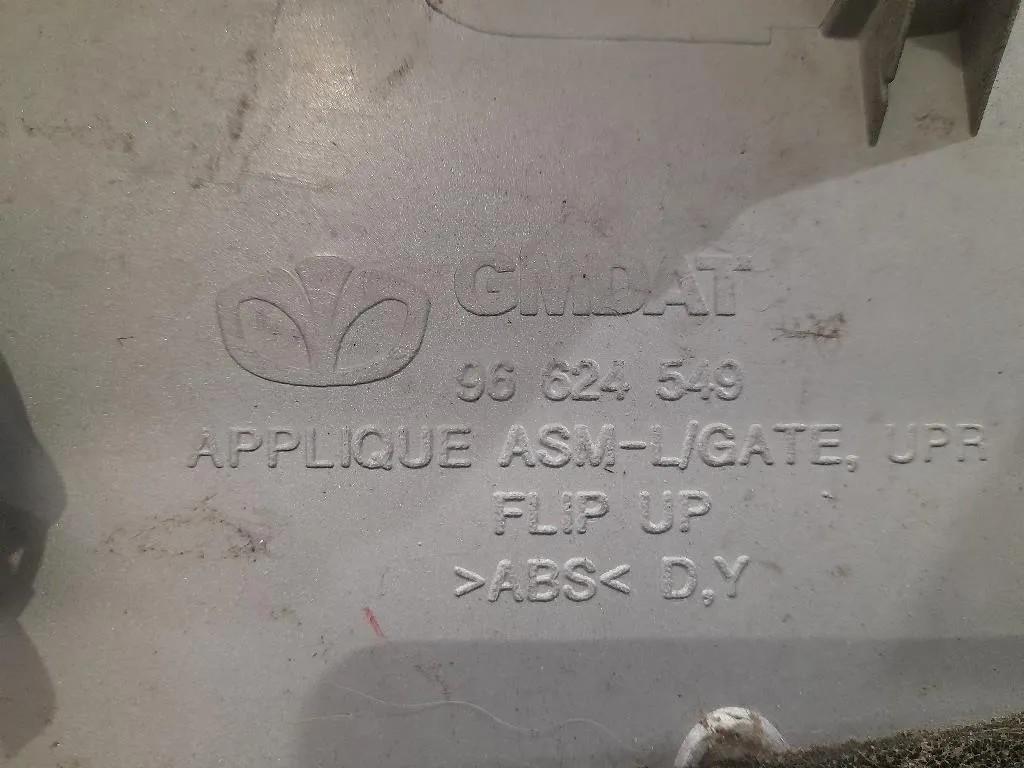 GMDAT
96 624 549
APPLIQUE ASM-L/GATE, UPR
FLIP UP
>ABS< D,Y